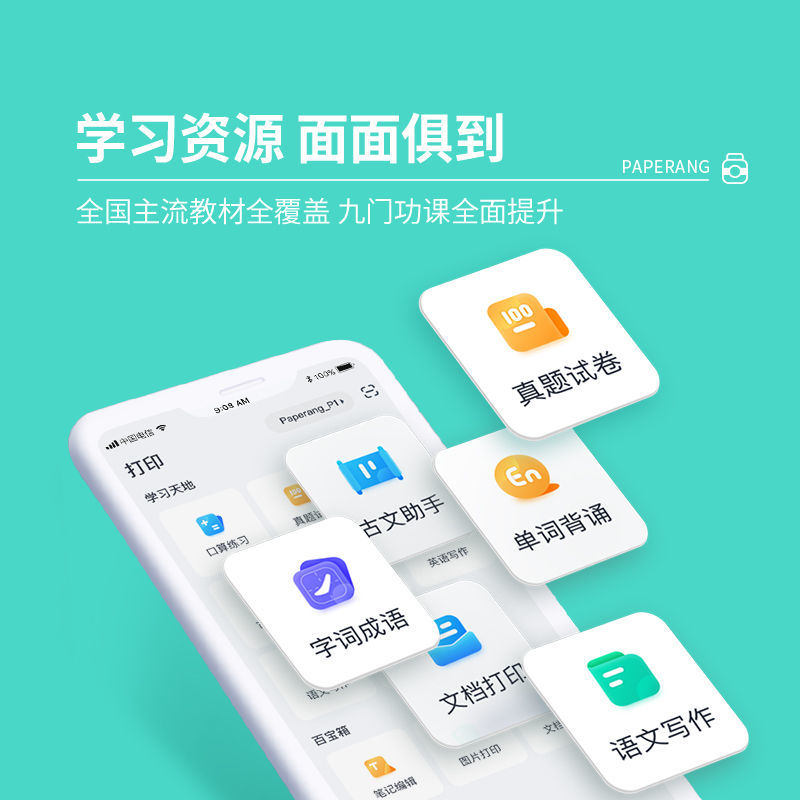 学习资源 面面俱到
PAPERANG
全国主流教材全覆盖 九门功课全面提升
100
真题试卷
中国电信
9:09 AM
100%
Paperang_P1
打印
学习天地
口算练习
100
真题试
古文助手
En
单词背诵
英语写作
字词成语
文档打印
语文写作
百宝箱
T
笔记编辑
图片打印
文档